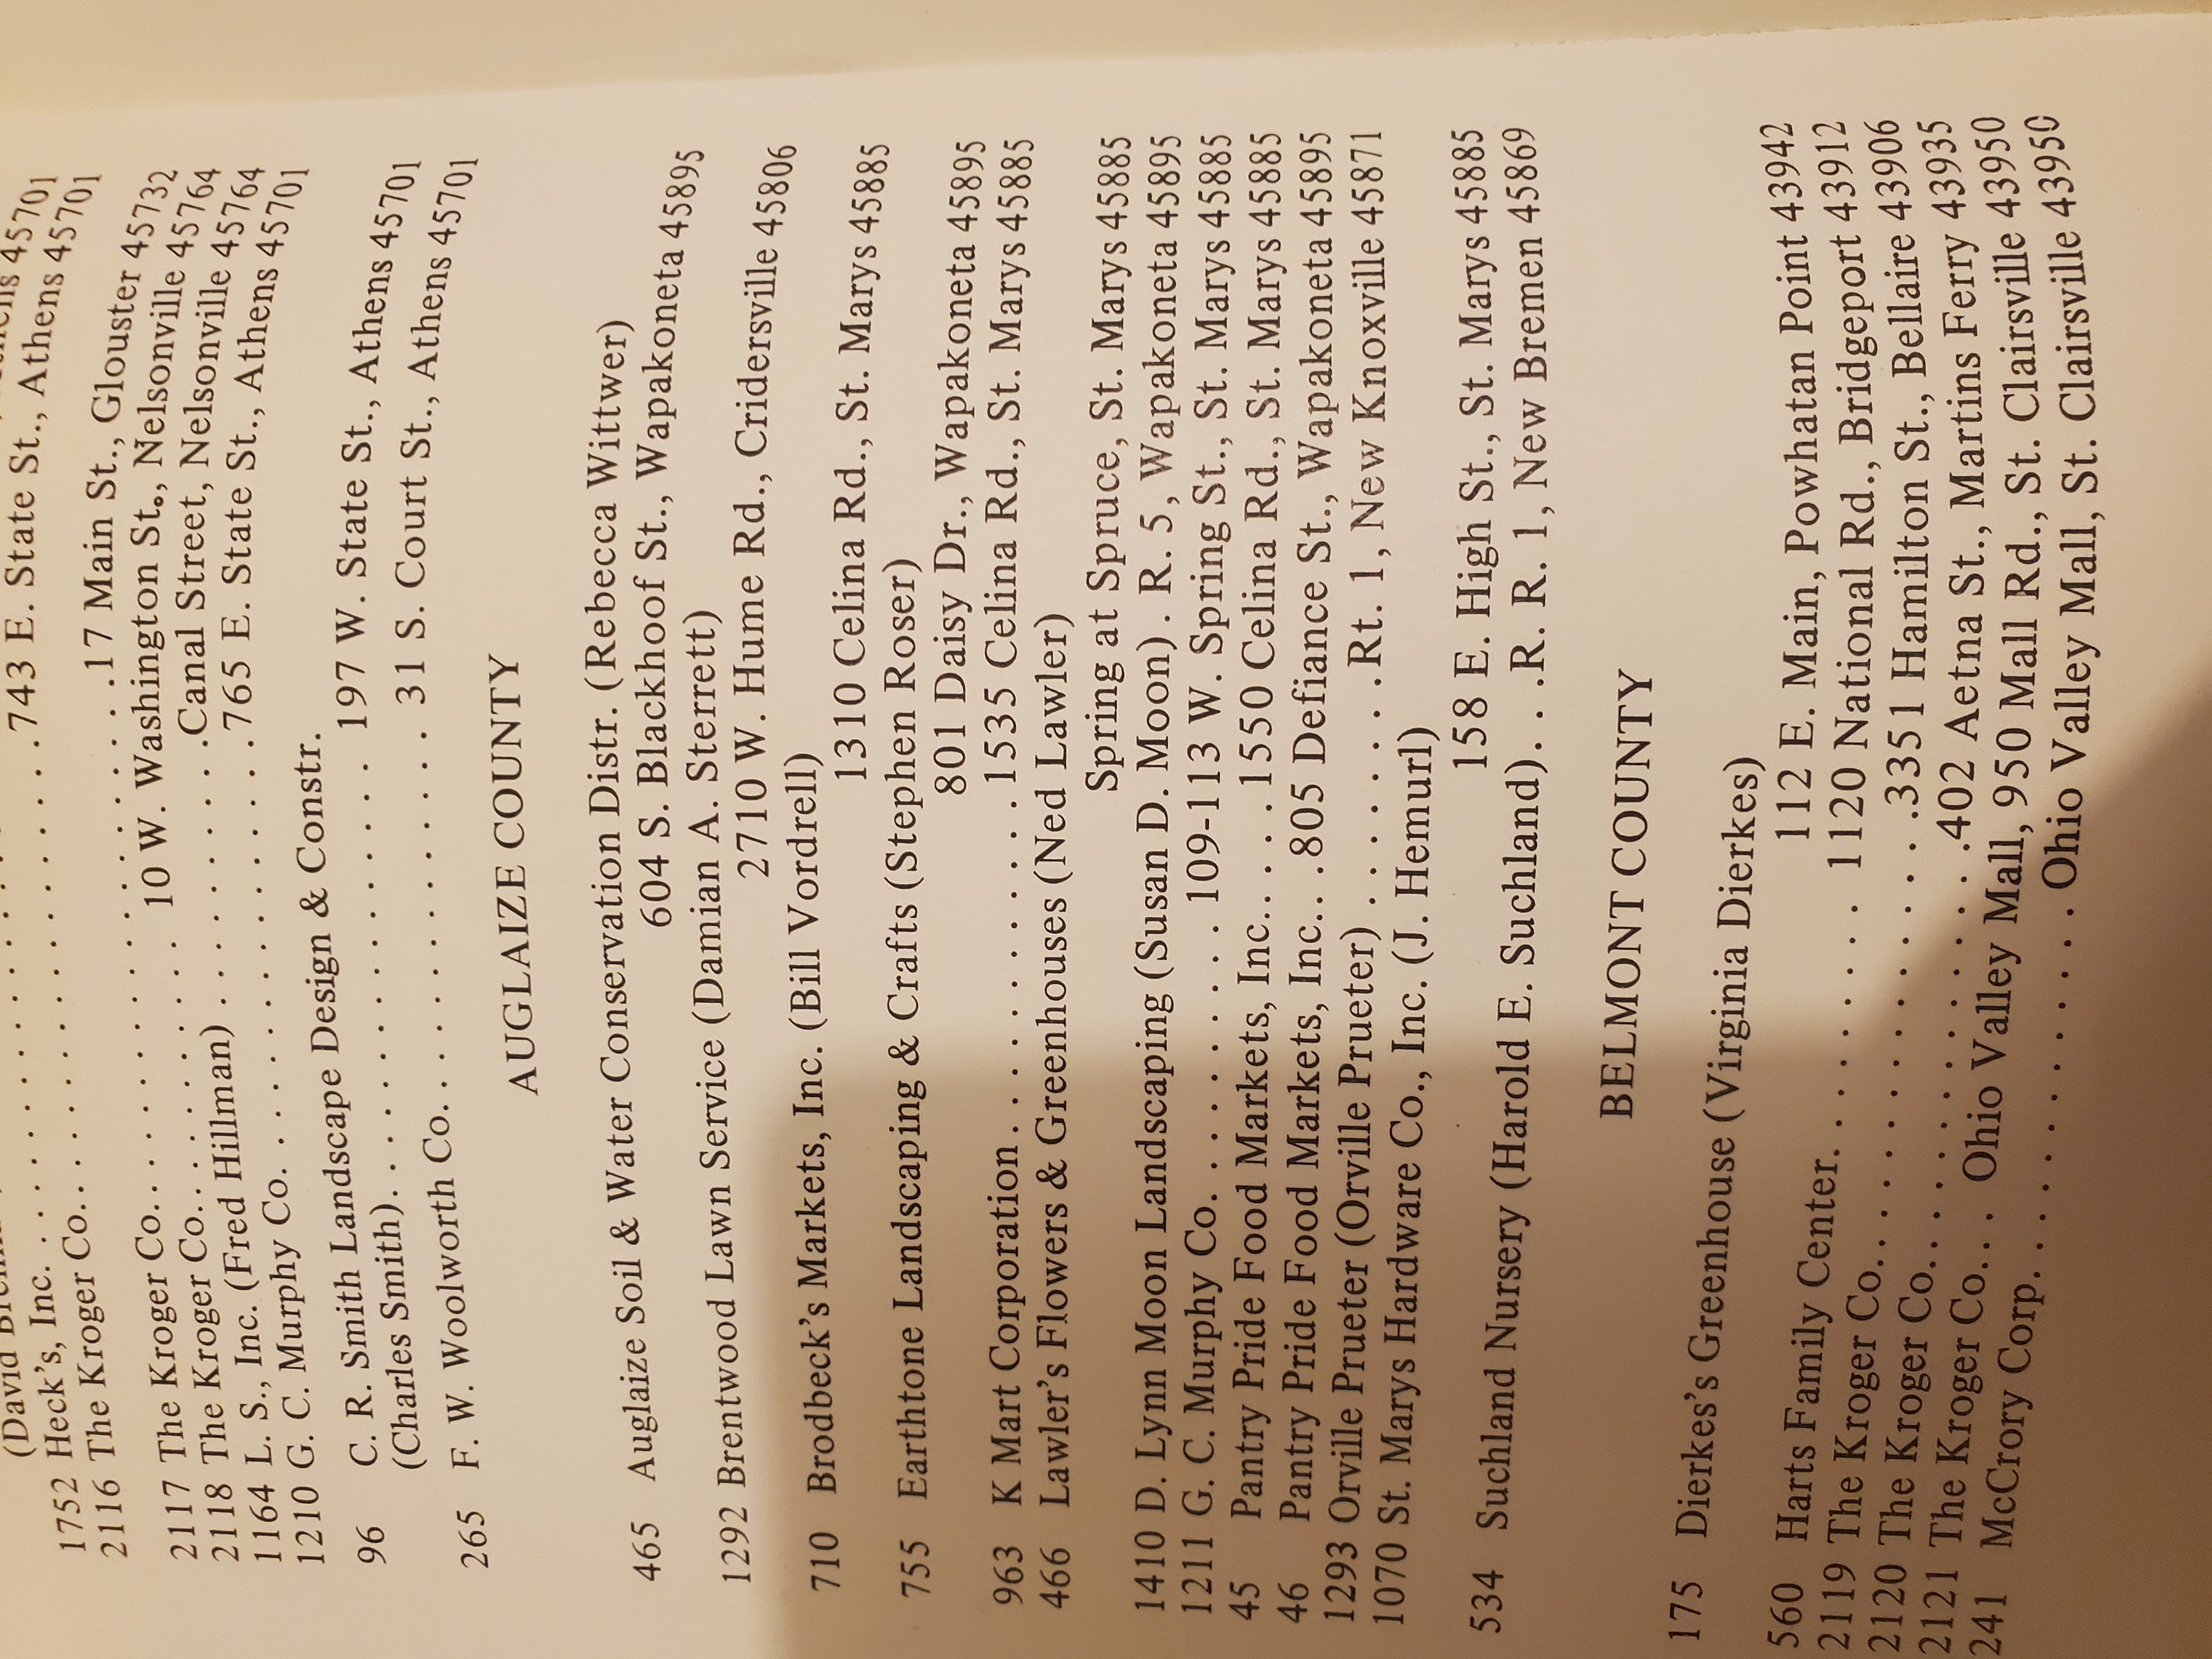 (David
1752 Heck's, Inc. . . . . 45701
2116 The Kroger Co. . . . . . . . . . . . . .743 E. State St., Athens 45701
2117 The Kroger Co. . . . . . . . . . . . . .17 Main St., Glouster 45732
2118 The Kroger Co. . . . . . 10 W. Washington St., Nelsonville 45764
1164 L. S., Inc. (Fred Hillman) . . . . . . . .Canal Street, Nelsonville 45764
1210 G. C. Murphy Co. . . . . . . . . . . . .765 E. State St., Athens 45701
96 C. R. Smith Landscape Design & Constr.
(Charles Smith). . . . . . . . . . . . . 197 W. State St., Athens 45701
265 F. W. Woolworth Co. . . . . . . . . . . . 31 S. Court St., Athens 45701
AUGLAIZE COUNTY
465 Auglaize Soil & Water Conservation Distr. (Rebecca Wittwer)
604 S. Blackhoof St., Wapakoneta 45895
1292 Brentwood Lawn Service (Damian A. Sterrett)
2710 W. Hume Rd., Cridersville 45806
710 Brodbeck's Markets, Inc. (Bill Vordrell)
1310 Celina Rd., St. Marys 45885
755 Earthtone Landscaping & Crafts (Stephen Roser)
801 Daisy Dr., Wapakoneta 45895
963 K Mart Corporation . . . . . . . . . . 1535 Celina Rd., St. Marys 45885
466 Lawler's Flowers & Greenhouses (Ned Lawler)
Spring at Spruce, St. Marys 45885
1410 D. Lynn Moon Landscaping (Susan D. Moon) . R. 5, Wapakoneta 45895
1211 G. C. Murphy Co. . . . . . . . . 109-113 W. Spring St., St. Marys 45885
45 Pantry Pride Food Markets, Inc. . . . 1550 Celina Rd., St. Marys 45885
46 Pantry Pride Food Markets, Inc. . .805 Defiance St., Wapakoneta 45895
1293 Orville Prueter (Orville Prueter) . . . . . . .Rt. 1, New Knoxville 45871
1070 St. Marys Hardware Co., Inc. (J. Hemurl)
158 E. High St., St. Marys 45885
534 Suchland Nursery (Harold E. Suchland). . .R. R. 1, New Bremen 45869
BELMONT COUNTY
175 Dierkes's Greenhouse (Virginia Dierkes)
112 E. Main, Powhatan Point 43942
560 Harts Family Center. . . . . . . . 1120 National Rd., Bridgeport 43912
2119 The Kroger Co. . . . . . . . . . . . .3351 Hamilton St., Bellaire 43906
2120 The Kroger Co. . . . . . . . . . . .402 Aetna St., Martins Ferry 43935
2121 The Kroger Co. . . Ohio Valley Mall, 950 Mall Rd., St. Clairsville 43950
241 McCrory Corp. . . . . . . . . . . . . Ohio Valley Mall, St. Clairsville 43950